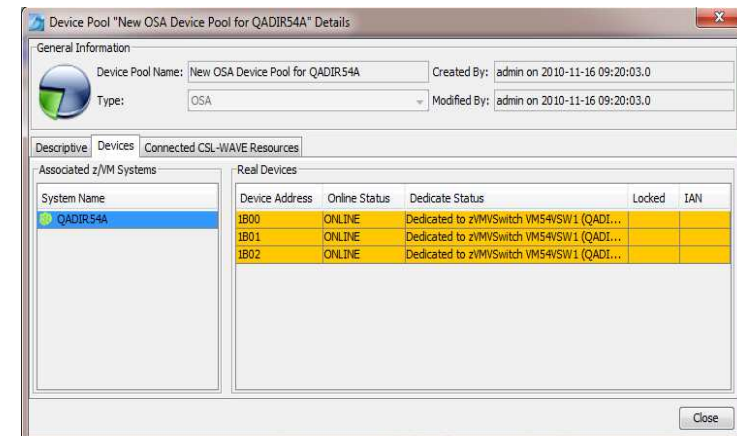 Device Pool "New OSA Device Pool for QADIR54A" Details
General Information
Device Pool Name: New OSA Device Pool for QADIR54A Created By: admin on 2010-11-16 09:20:03.0
Type: OSA Modified By: admin on 2010-11-16 09:20:03.0
Descriptive Devices Connected CSL-WAVE Resources
Associated z/VM Systems Real Devices
System Name Device Address Online Status Dedicate Status Locked IAN
QADIR54A 1B00 ONLINE Dedicated to zVMVSwitch VM54VSW1 (QADI...
1B01 ONLINE Dedicated to zVMVSwitch VM54VSW1 (QADI...
1B02 ONLINE Dedicated to zVMVSwitch VM54VSW1 (QADI...
Close